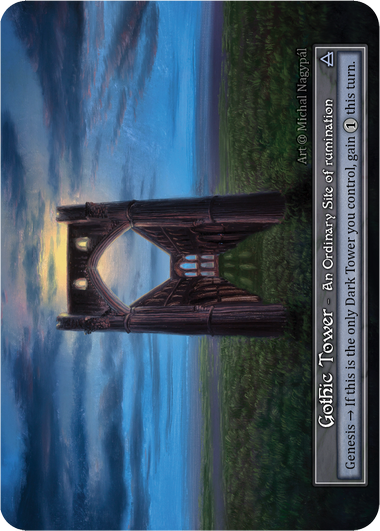 Art © Michal Nagypál
Gothic Tower - An Ordinary Site of rumination
Genesis → If this is the only Dark Tower you control, gain 1 this turn.